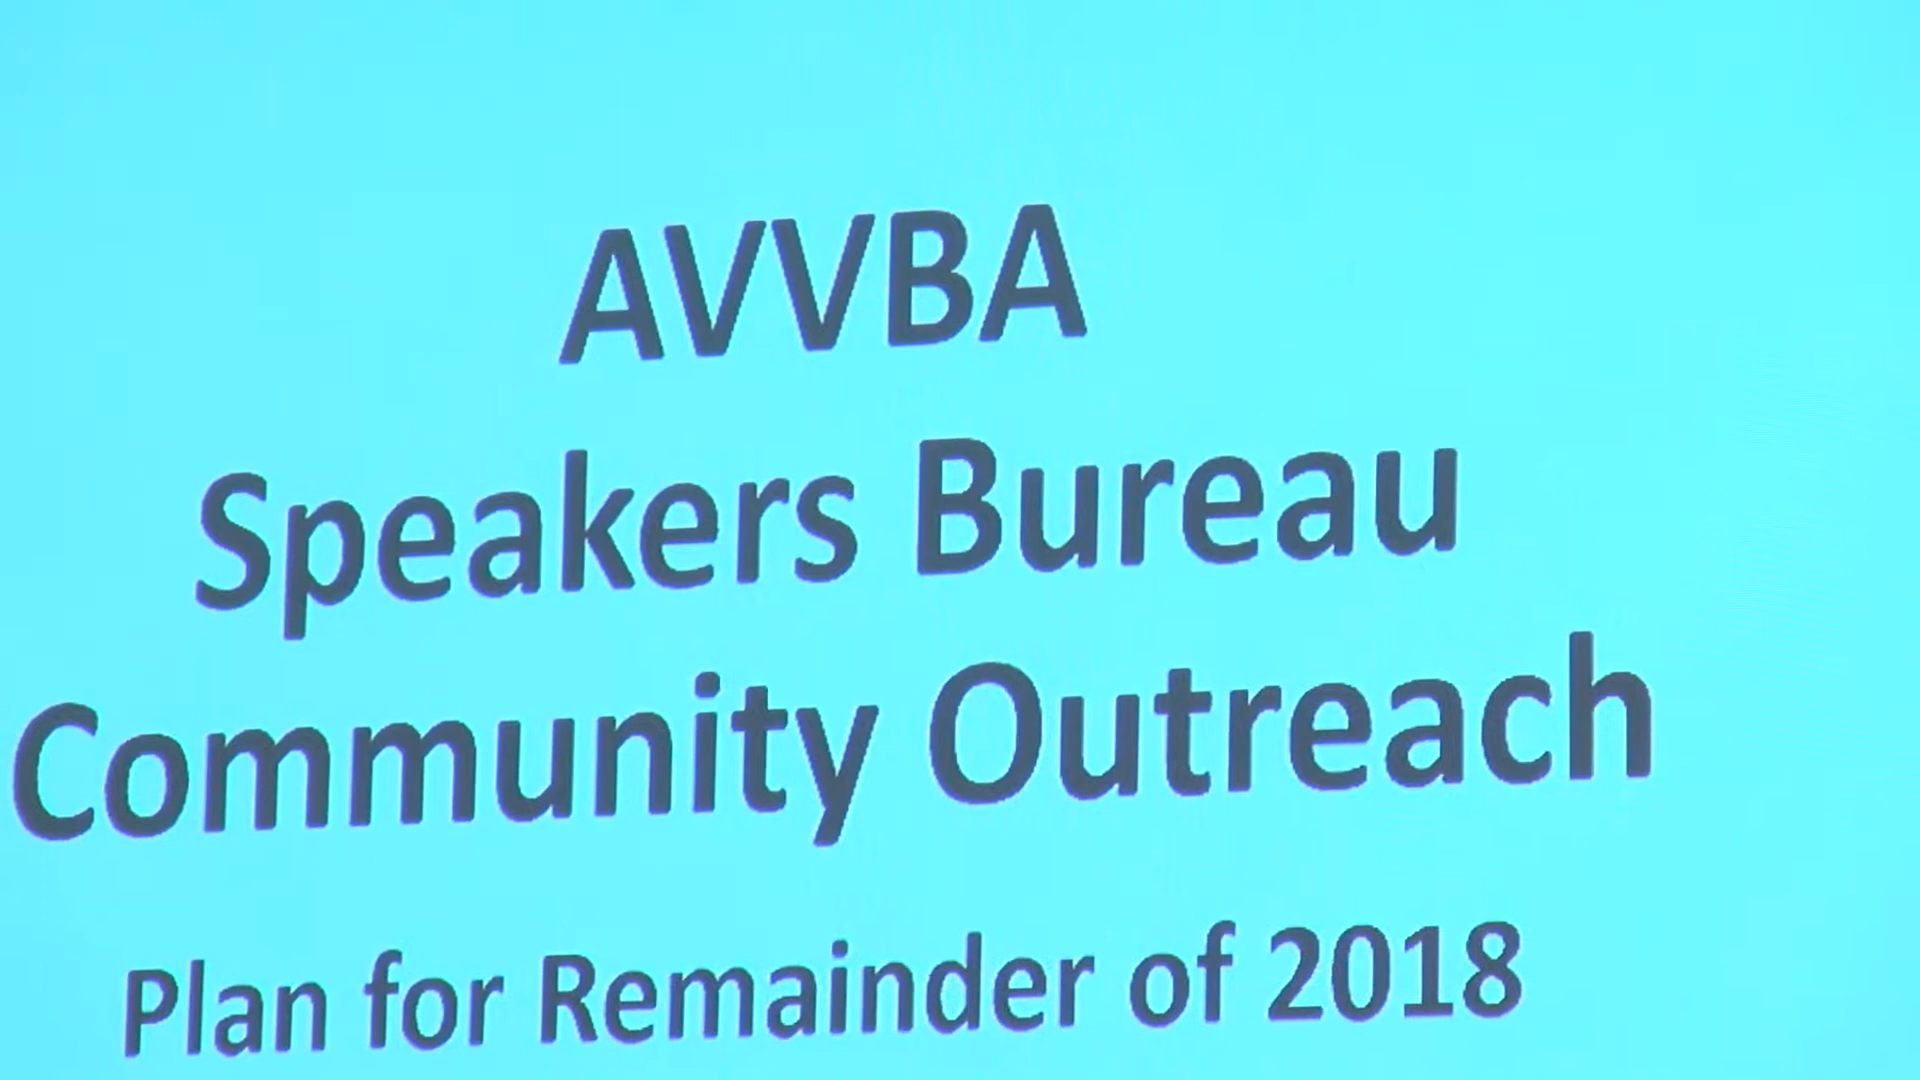 AVVBA
Speakers Bureau
Community Outreach
Plan for Remainder of 2018